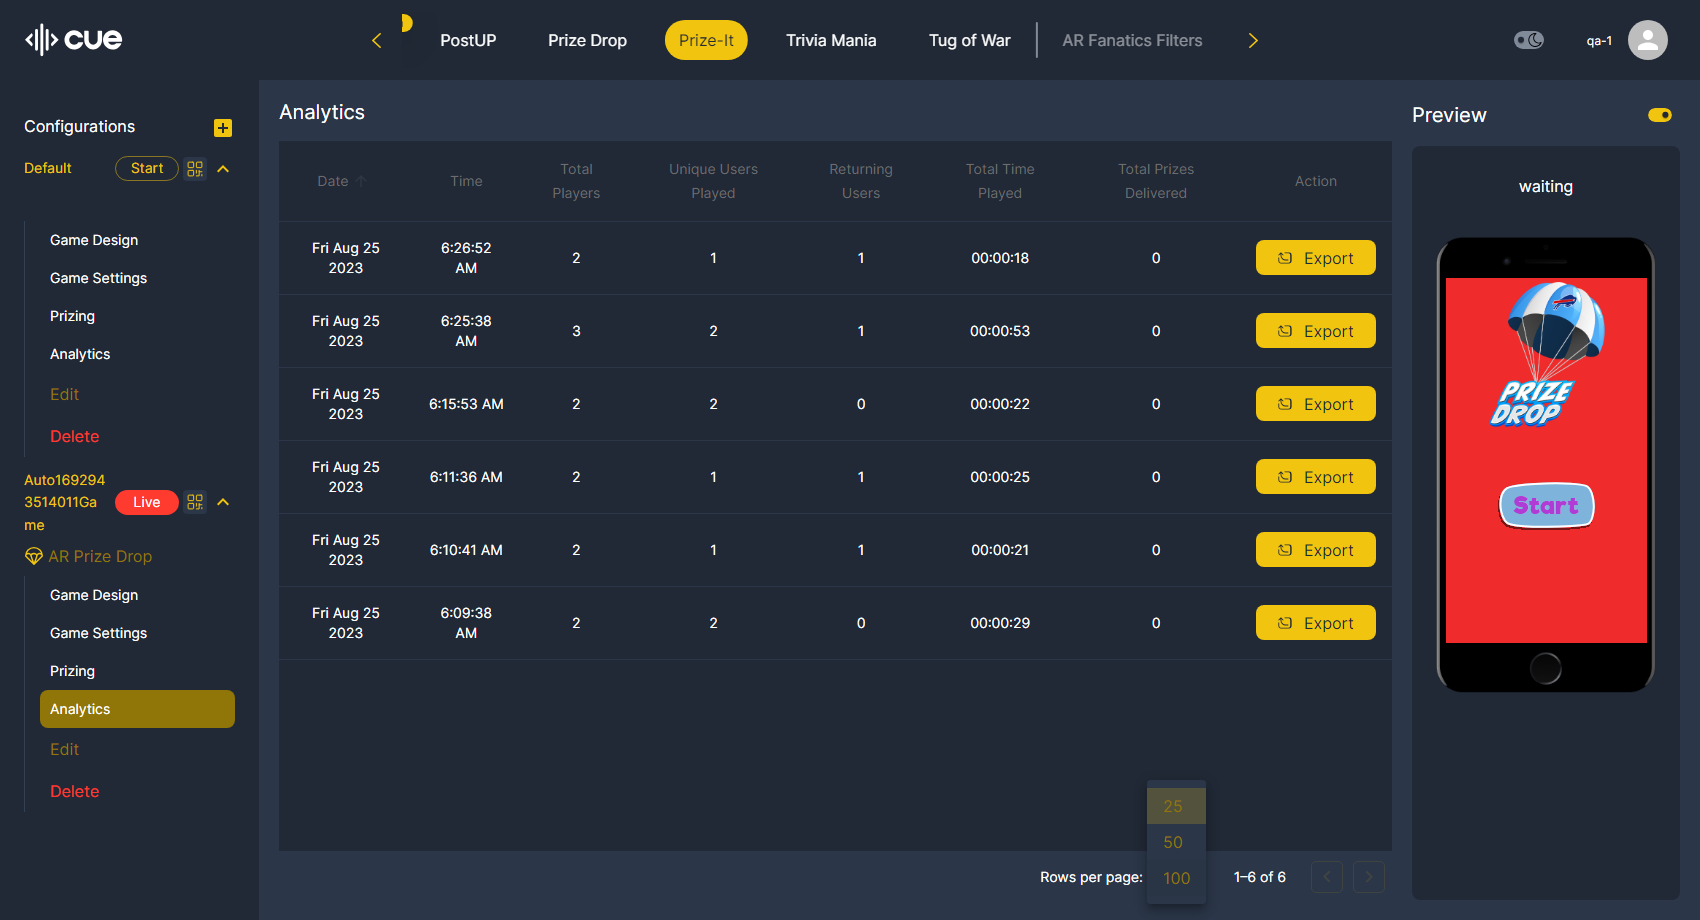 cue
PostUP
Prize Drop
Prize-It
Trivia Mania
Tug of War
AR Fanatics Filters
qa-1
Configurations
Default
Start
Game Design
Game Settings
Prizing
Analytics
Edit
Delete
Auto169294
3514011Ga
me
Live
AR Prize Drop
Game Design
Game Settings
Prizing
Analytics
Edit
Delete
Analytics
Date
Time
Total
Players
Unique Users
Played
Returning
Users
Total Time
Played
Total Prizes
Delivered
Action
Fri Aug 25
2023
6:26:52
AM
2
1
1
00:00:18
0
Export
Fri Aug 25
2023
6:25:38
AM
3
2
1
00:00:53
0
Export
Fri Aug 25
2023
6:15:53 AM
2
2
0
00:00:22
0
Export
Fri Aug 25
2023
6:11:36 AM
2
1
1
00:00:25
0
Export
Fri Aug 25
2023
6:10:41 AM
2
1
1
00:00:21
0
Export
Fri Aug 25
2023
6:09:38
AM
2
2
0
00:00:29
0
Export
Rows per page:
25
50
100
1–6 of 6
Preview
waiting
PRIZE
DROP
Start